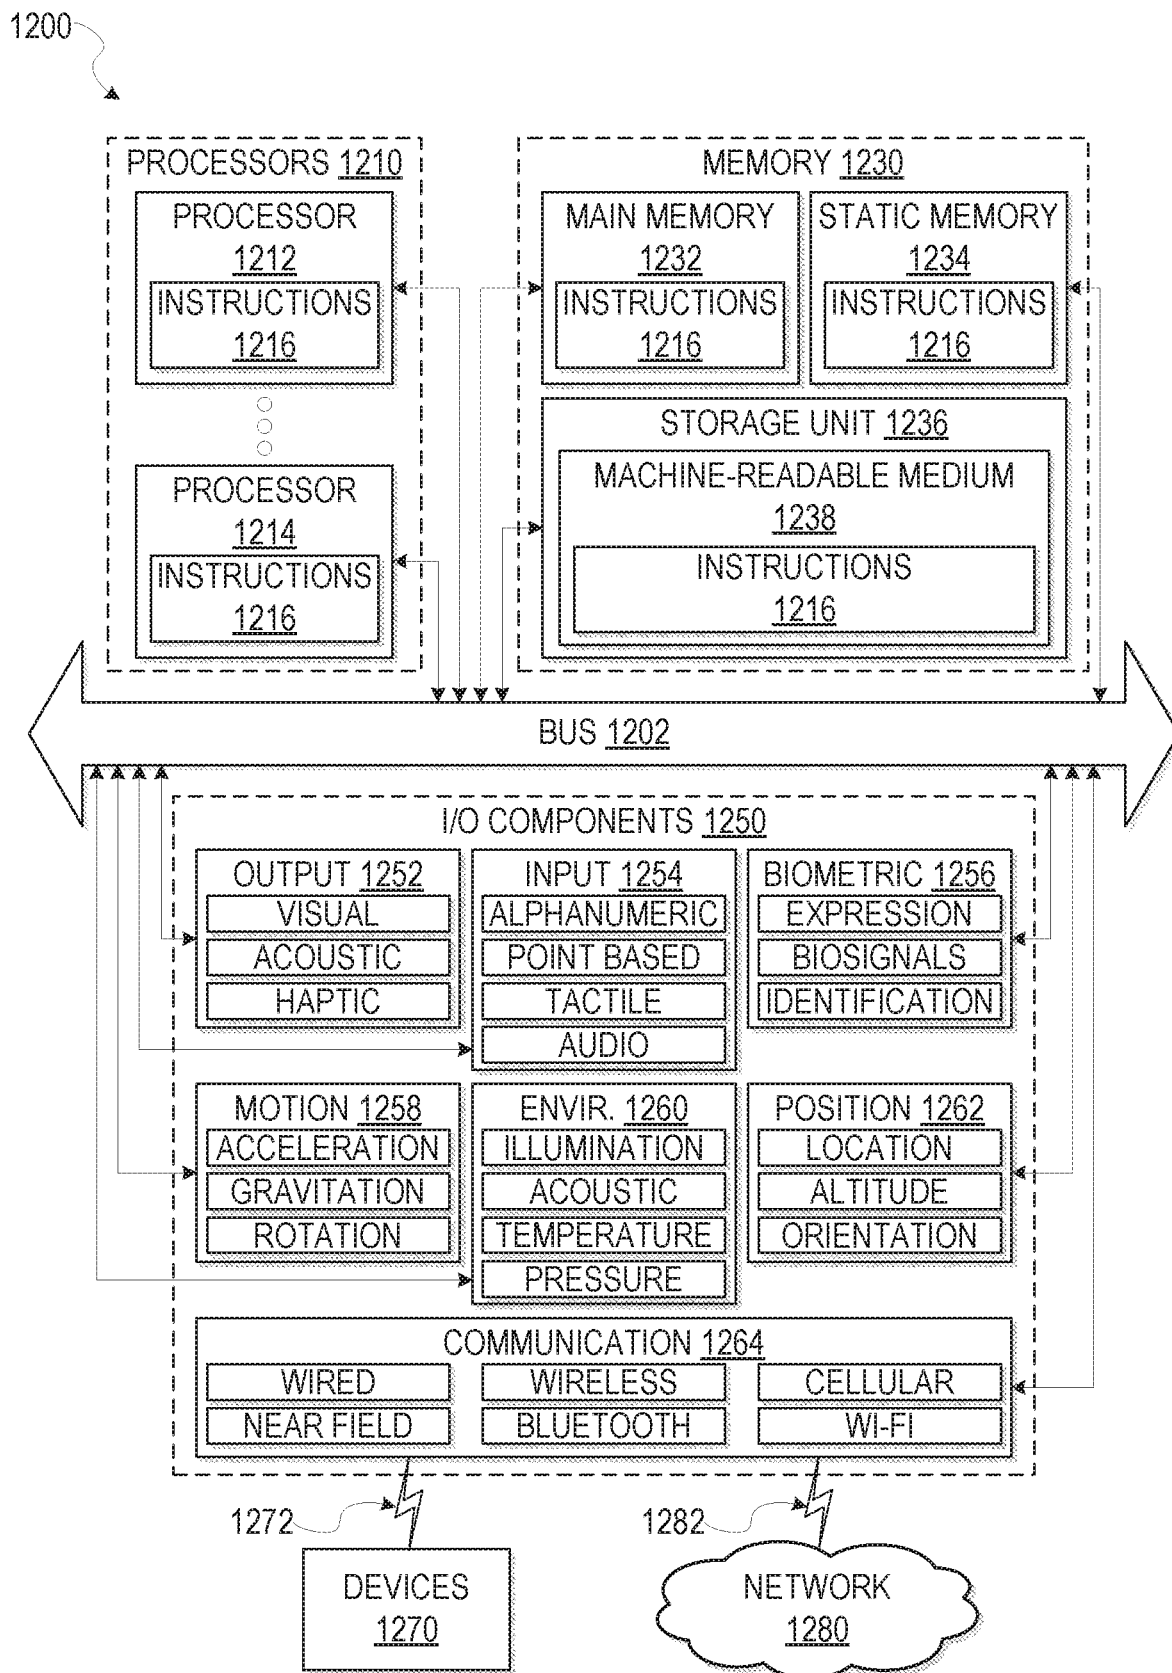 1200
PROCESSORS 1210
PROCESSOR
1212
INSTRUCTIONS
1216
PROCESSOR
1214
INSTRUCTIONS
1216
MEMORY 1230
MAIN MEMORY
1232
INSTRUCTIONS
1216
STATIC MEMORY
1234
INSTRUCTIONS
1216
STORAGE UNIT 1236
MACHINE-READABLE MEDIUM
1238
INSTRUCTIONS
1216
BUS 1202
I/O COMPONENTS 1250
OUTPUT 1252
VISUAL
ACOUSTIC
HAPTIC
INPUT 1254
ALPHANUMERIC
POINT BASED
TACTILE
AUDIO
BIOMETRIC 1256
EXPRESSION
BIOSIGNALS
IDENTIFICATION
MOTION 1258
ACCELERATION
GRAVITATION
ROTATION
ENVIR. 1260
ILLUMINATION
ACOUSTIC
TEMPERATURE
PRESSURE
POSITION 1262
LOCATION
ALTITUDE
ORIENTATION
COMMUNICATION 1264
WIRED
WIRELESS
CELLULAR
NEAR FIELD
BLUETOOTH
WI-FI
1272
1282
DEVICES
1270
NETWORK
1280